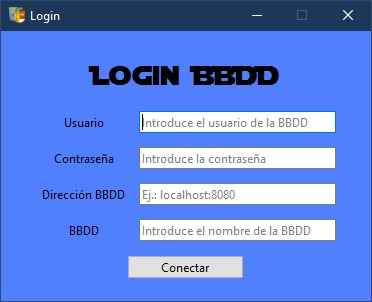 Login
LOGIN BBDD
Usuario Introduce el usuario de la BBDD
Contraseña Introduce la contraseña
Dirección BBDD Ej.: localhost:8080
BBDD Introduce el nombre de la BBDD
Conectar